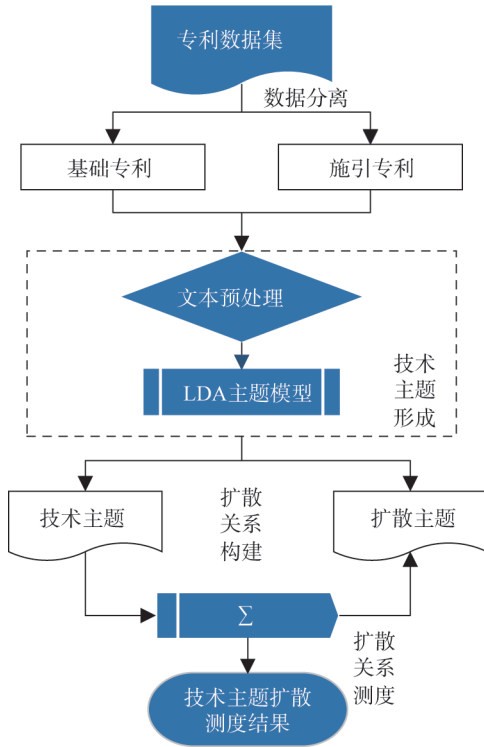 专利数据集
数据分离
基础专利
施引专利
文本预处理
LDA主题模型
技术
主题
形成
技术主题
扩散
关系
构建
扩散主题
Σ
扩散
关系
测度
技术主题扩散
测度结果